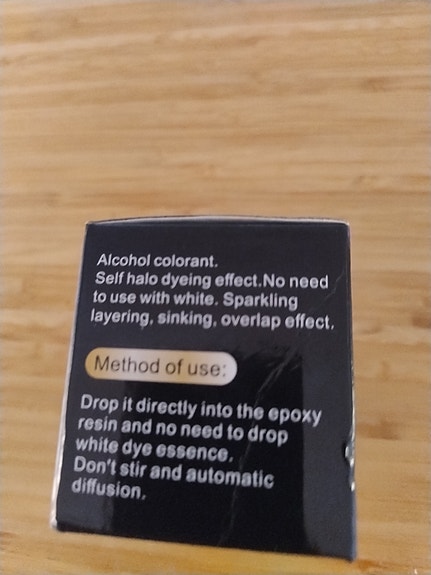 Alcohol colorant.
Self halo dyeing effect.No need
to use with white. Sparkling
layering, sinking, overlap effect.
Method of use:
Drop it directly into the epoxy
resin and no need to drop
white dye essence.
Don't stir and automatic
diffusion.